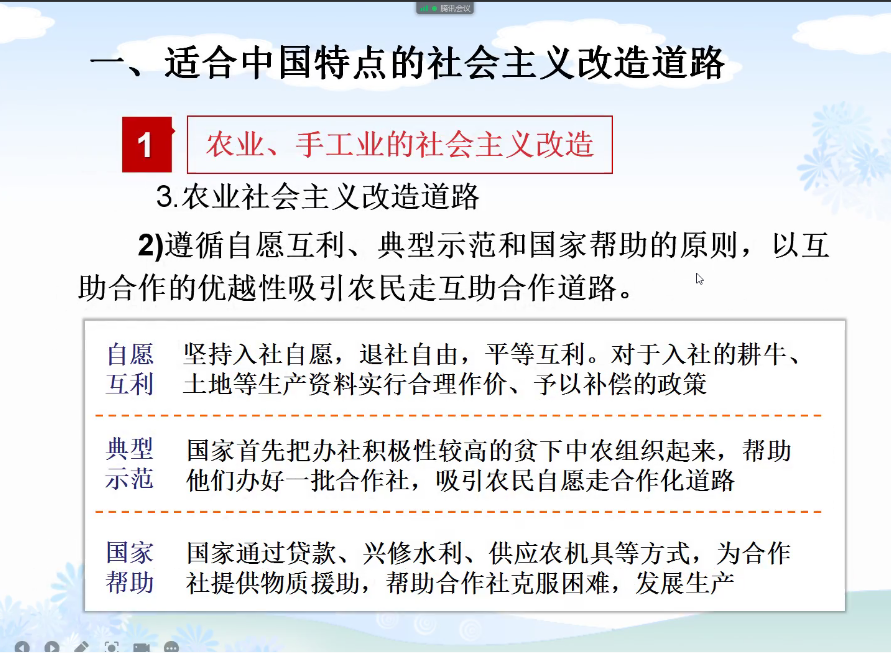 腾讯会议
一、适合中国特点的社会主义改造道路
1
农业、手工业的社会主义改造
3.农业社会主义改造道路
2)遵循自愿互利、典型示范和国家帮助的原则，以互
助合作的优越性吸引农民走互助合作道路。
自愿
互利
坚持入社自愿，退社自由，平等互利。对于入社的耕牛、
土地等生产资料实行合理作价、予以补偿的政策
典型
示范
国家首先把办社积极性较高的贫下中农组织起来，帮助
他们办好一批合作社，吸引农民自愿走合作化道路
国家
帮助
国家通过贷款、兴修水利、供应农机具等方式，为合作
社提供物质援助，帮助合作社克服困难，发展生产